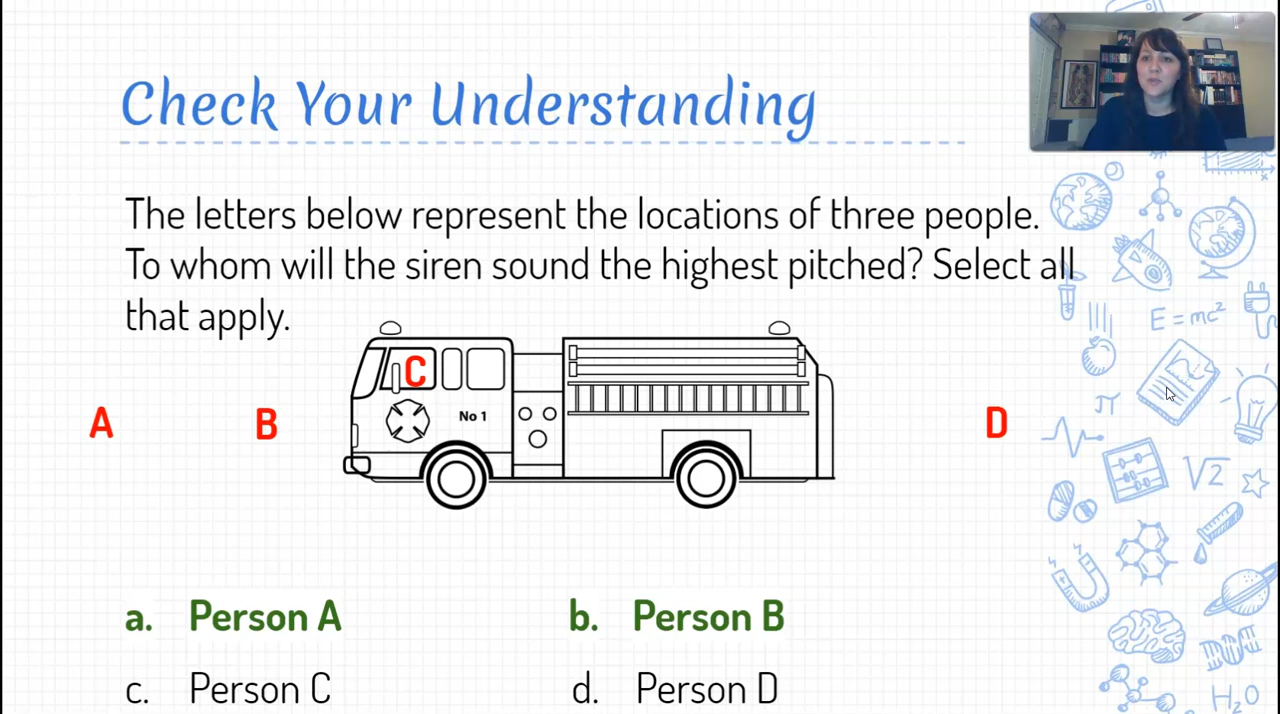 Check Your Understanding
The letters below represent the locations of three people.
To whom will the siren sound the highest pitched? Select all
that apply.
C
No 1
A
B
D
a. Person A
b. Person B
c. Person C
d. Person D
E = mc²
π
√2
H₂O